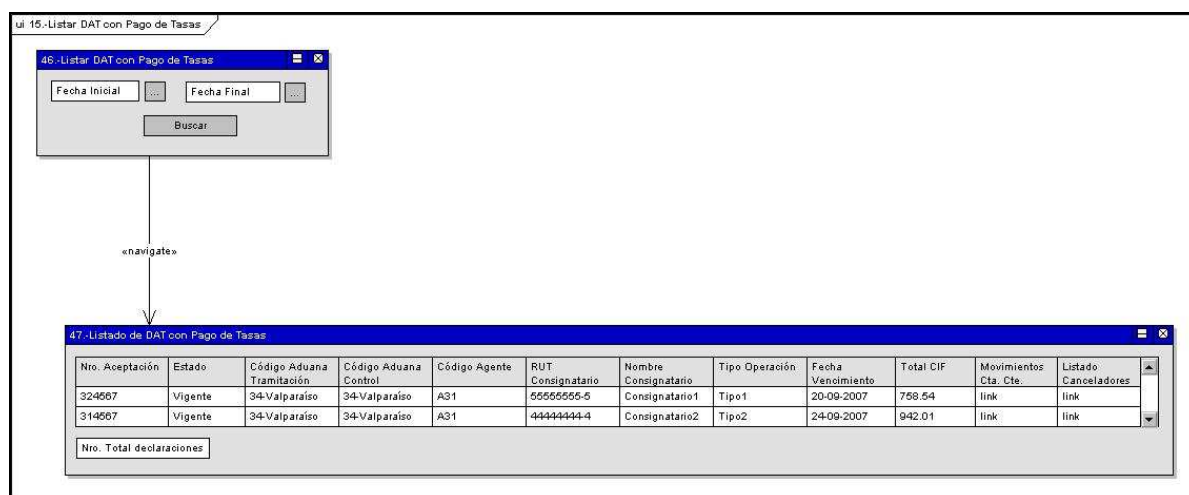 ui 15.-Listar DAT con Pago de Tasas
46.-Listar DAT con Pago de Tasas
Fecha Inicial ... Fecha Final ...
Buscar
«navigate»
47.-Listado de DAT con Pago de Tasas
Nro. Aceptación Estado Código Aduana Tramitación Código Aduana Control Código Agente RUT Consignatario Nombre Consignatario Tipo Operación Fecha Vencimiento Total CIF Movimientos Cta. Cte. Listado Canceladores
324567 Vigente 34-Valparaíso 34-Valparaíso A31 55555555-5 Consignatario1 Tipo1 20-09-2007 758.54 link link
314567 Vigente 34-Valparaíso 34-Valparaíso A31 44444444-4 Consignatario2 Tipo2 24-09-2007 942.01 link link
Nro. Total declaraciones